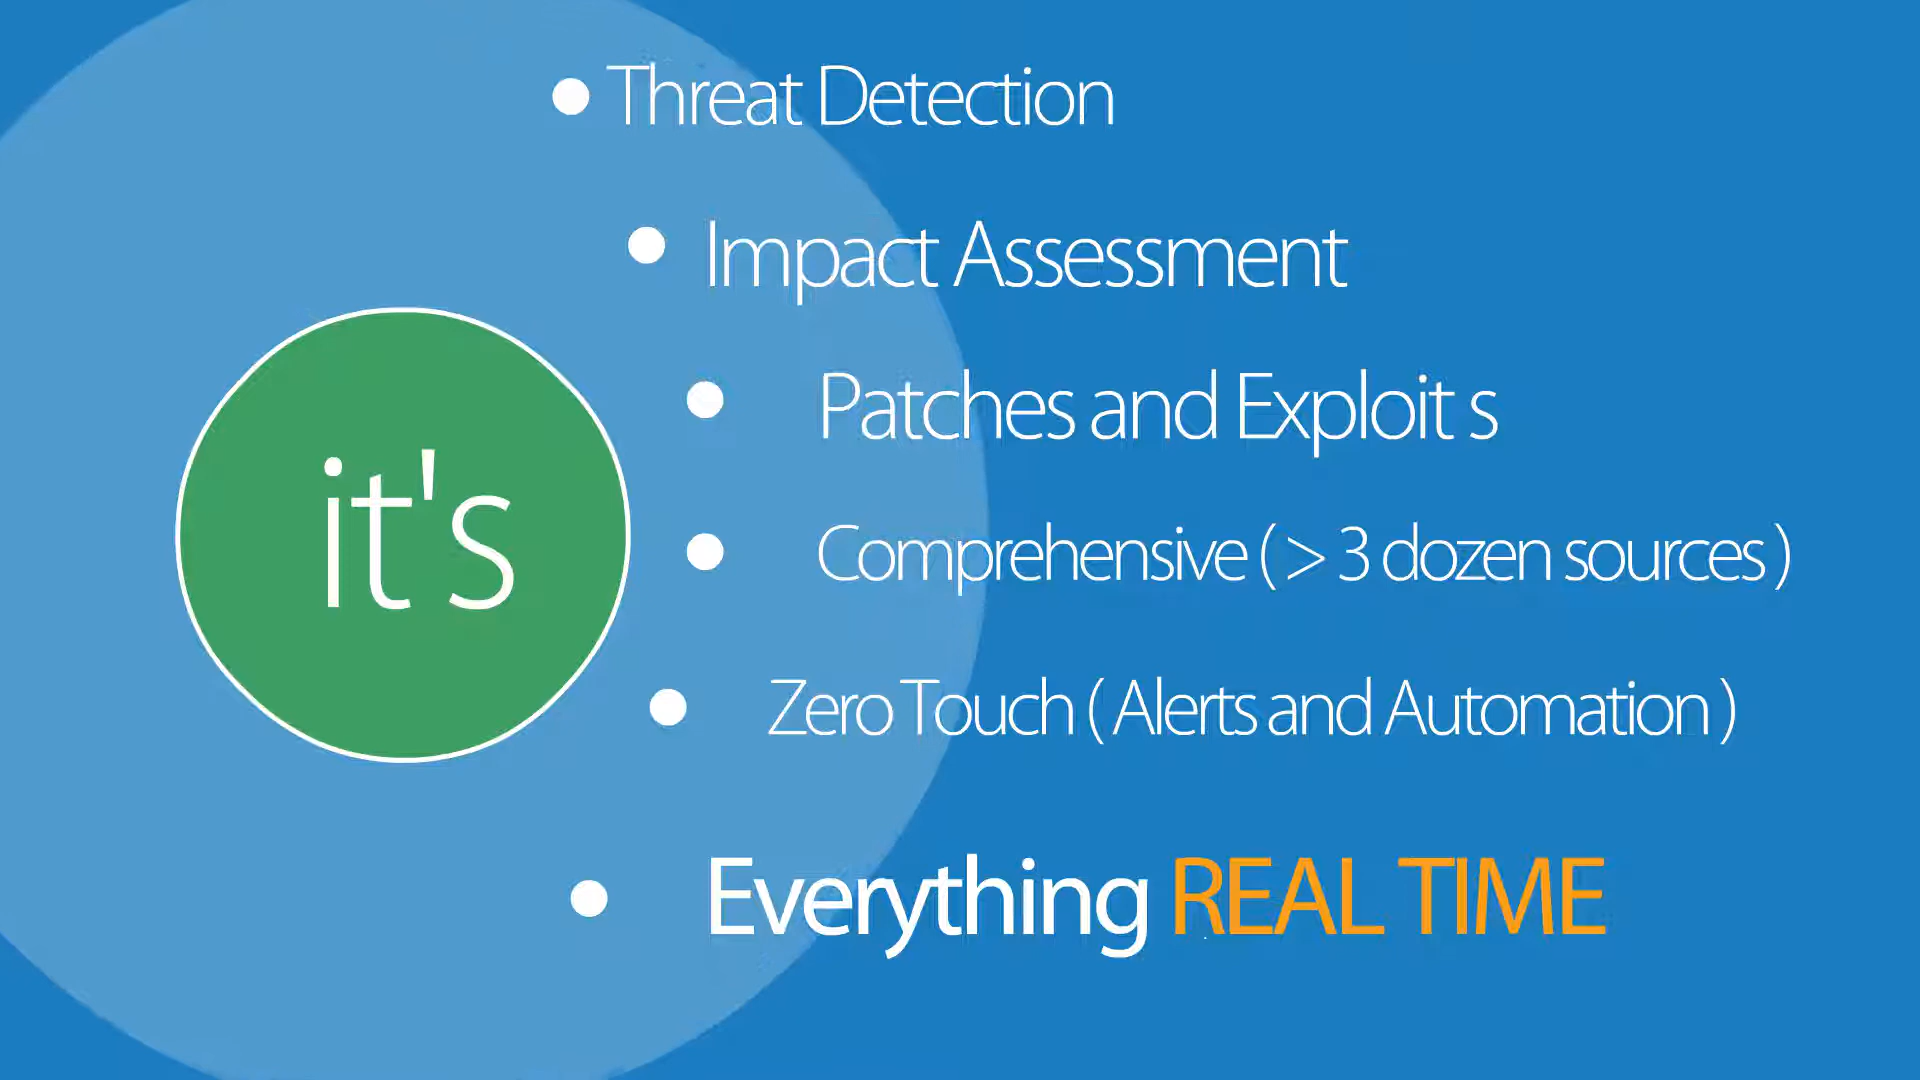 Threat Detection
Impact Assessment
Patches and Exploit s
it's
Comprehensive ( > 3 dozen sources )
Zero Touch ( Alerts and Automation )
Everything REAL TIME